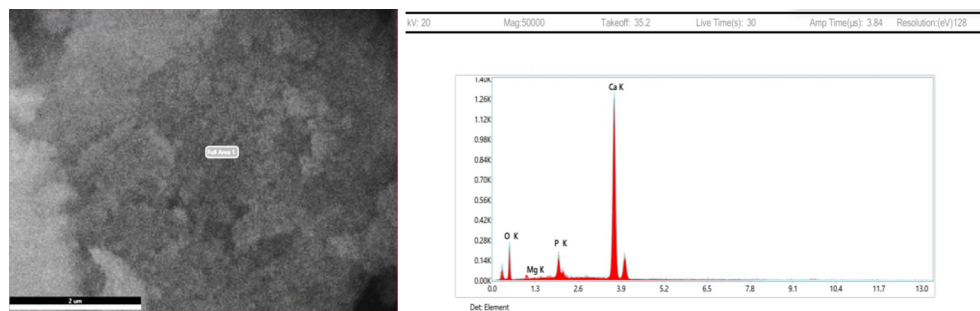 kV: 20 Mag:50000 Takeoff: 35.2 Live Time(s): 30 Amp Time(µs): 3.84 Resolution:(eV)128
Full Area 1
2 um
1.40K
1.26K
1.12K
0.98K
0.84K
0.70K
0.56K
0.42K
0.28K
0.14K
0.00K
Ca K
O K
P K
Mg K
0.0 1.3 2.6 3.9 5.2 6.5 7.8 9.1 10.4 11.7 13.0
Det: Element